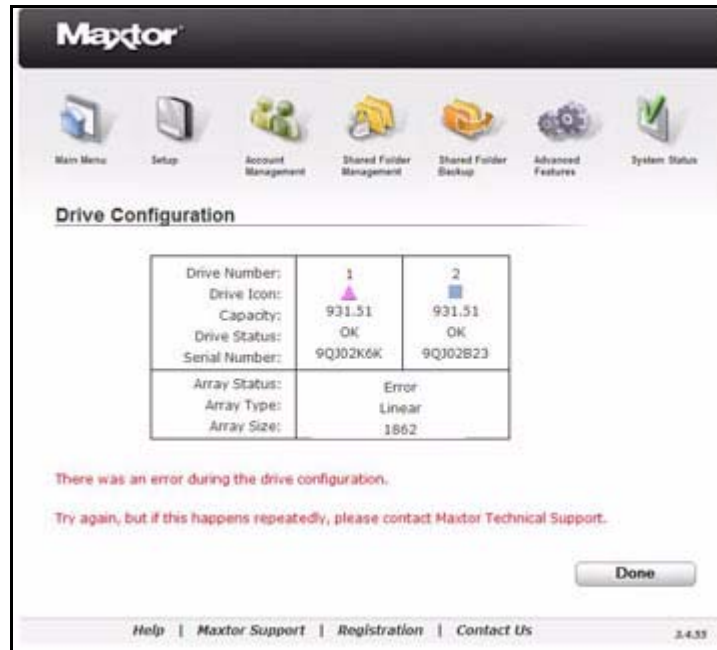 Maxtor
Main Menu
Setup
Account Management
Shared Folder Management
Shared Folder Backup
Advanced Features
System Status
Drive Configuration
Drive Number: 1 2
Drive Icon:
Capacity: 931.51 931.51
Drive Status: OK OK
Serial Number: 9QJ02K6K 9QJ02B23
Array Status: Error
Array Type: Linear
Array Size: 1862
There was an error during the drive configuration.
Try again, but if this happens repeatedly, please contact Maxtor Technical Support.
Done
Help | Maxtor Support | Registration | Contact Us